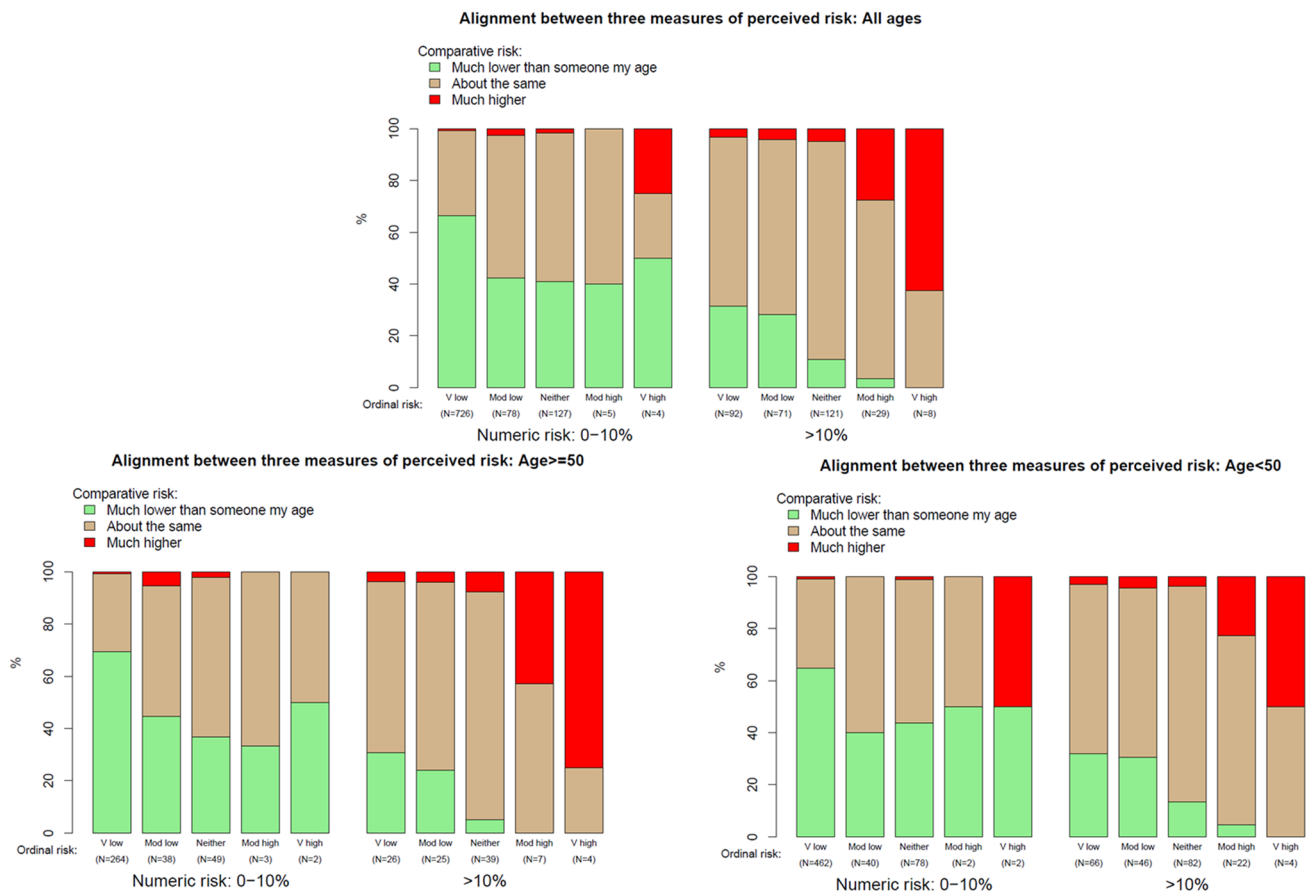 Alignment between three measures of perceived risk: All ages
Comparative risk:
Much lower than someone my age
About the same
Much higher
100
80
60
40
20
0
%
Ordinal risk:
V low Mod low Neither Mod high V high V low Mod low Neither Mod high V high
(N=726) (N=78) (N=127) (N=5) (N=4) (N=92) (N=71) (N=121) (N=29) (N=8)
Numeric risk: 0−10% >10%
Alignment between three measures of perceived risk: Age>=50
Comparative risk:
Much lower than someone my age
About the same
Much higher
100
80
60
40
20
0
%
Ordinal risk:
V low Mod low Neither Mod high V high V low Mod low Neither Mod high V high
(N=264) (N=38) (N=49) (N=3) (N=2) (N=26) (N=25) (N=39) (N=7) (N=4)
Numeric risk: 0−10% >10%
Alignment between three measures of perceived risk: Age<50
Comparative risk:
Much lower than someone my age
About the same
Much higher
100
80
60
40
20
0
%
Ordinal risk:
V low Mod low Neither Mod high V high V low Mod low Neither Mod high V high
(N=462) (N=40) (N=78) (N=2) (N=2) (N=66) (N=46) (N=82) (N=22) (N=4)
Numeric risk: 0−10% >10%